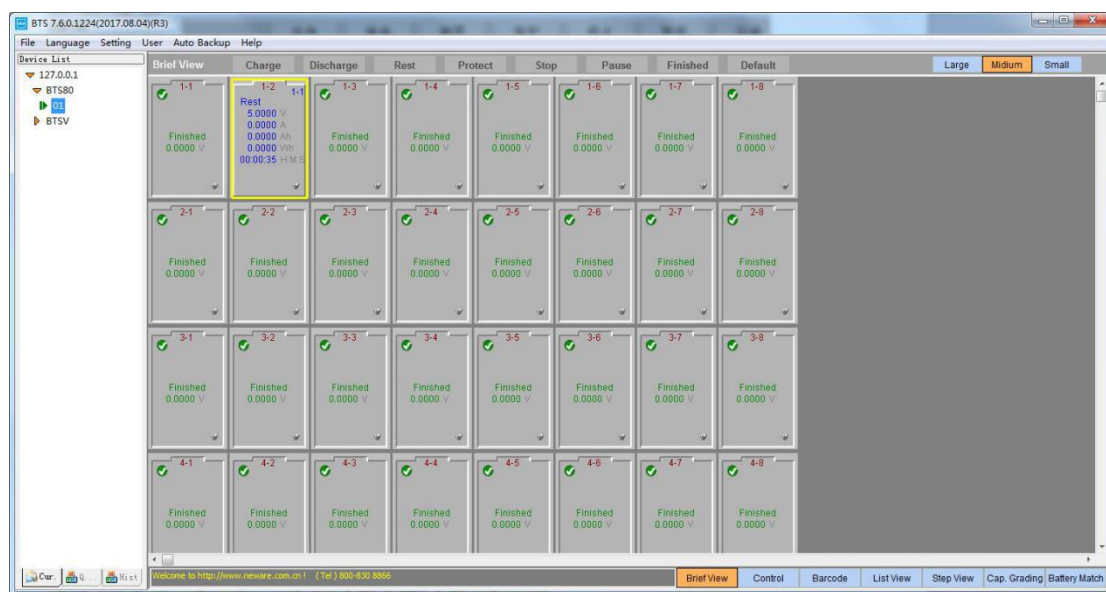 BTS 7.6.0.1224(2017.08.04)(R3)
File Language Setting User Auto Backup Help
Device List
127.0.0.1
BTS80
01
BTSV
Brief View Charge Discharge Rest Protect Stop Pause Finished Default Large Midium Small
1-1 1-2 1-1 1-3 1-4 1-5 1-6 1-7 1-8
Rest
5.0000 V
0.0000 A
0.0000 Ah
0.0000 Wh
00:00:35 H:M:S
Finished Finished Finished Finished Finished Finished Finished
0.0000 V 0.0000 V 0.0000 V 0.0000 V 0.0000 V 0.0000 V 0.0000 V
2-1 2-2 2-3 2-4 2-5 2-6 2-7 2-8
Finished Finished Finished Finished Finished Finished Finished Finished
0.0000 V 0.0000 V 0.0000 V 0.0000 V 0.0000 V 0.0000 V 0.0000 V 0.0000 V
3-1 3-2 3-3 3-4 3-5 3-6 3-7 3-8
Finished Finished Finished Finished Finished Finished Finished Finished
0.0000 V 0.0000 V 0.0000 V 0.0000 V 0.0000 V 0.0000 V 0.0000 V 0.0000 V
4-1 4-2 4-3 4-4 4-5 4-6 4-7 4-8
Finished Finished Finished Finished Finished Finished Finished Finished
0.0000 V 0.0000 V 0.0000 V 0.0000 V 0.0000 V 0.0000 V 0.0000 V 0.0000 V
Cur. Q... Hist
Welcome to http://www.neware.com.cn ! (Tel) 800-830 8866
Brief View Control Barcode List View Step View Cap. Grading Battery Match